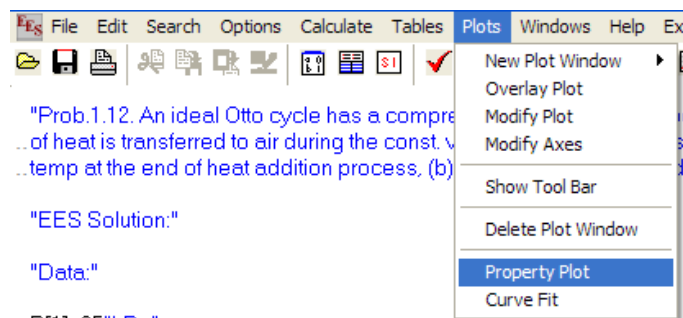 EES File Edit Search Options Calculate Tables Plots Windows Help Ex
New Plot Window
Overlay Plot
Modify Plot
Modify Axes
Show Tool Bar
Delete Plot Window
Property Plot
Curve Fit
"Prob.1.12. An ideal Otto cycle has a compre
of heat is transferred to air during the const. v
temp at the end of heat addition process, (b)
"EES Solution:"
"Data:"